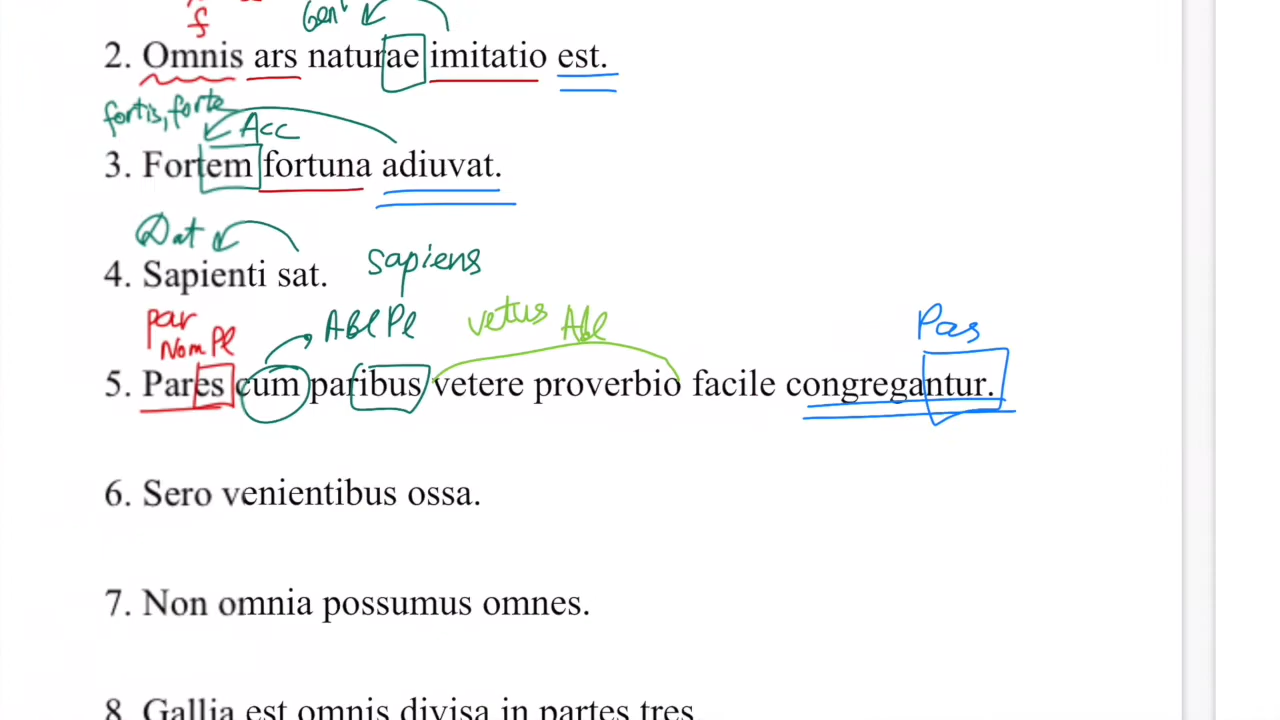 f Gen
2. Omnis ars naturae imitatio est.
fortis, forte Acc
3. Fortem fortuna adiuvat.
Dat sapiens
4. Sapienti sat.
par Nom Pl Abl Pl vetus Abl Pas
5. Pares cum paribus vetere proverbio facile congregantur.
6. Sero venientibus ossa.
7. Non omnia possumus omnes.
8. Gallia est omnis divisa in partes tres.